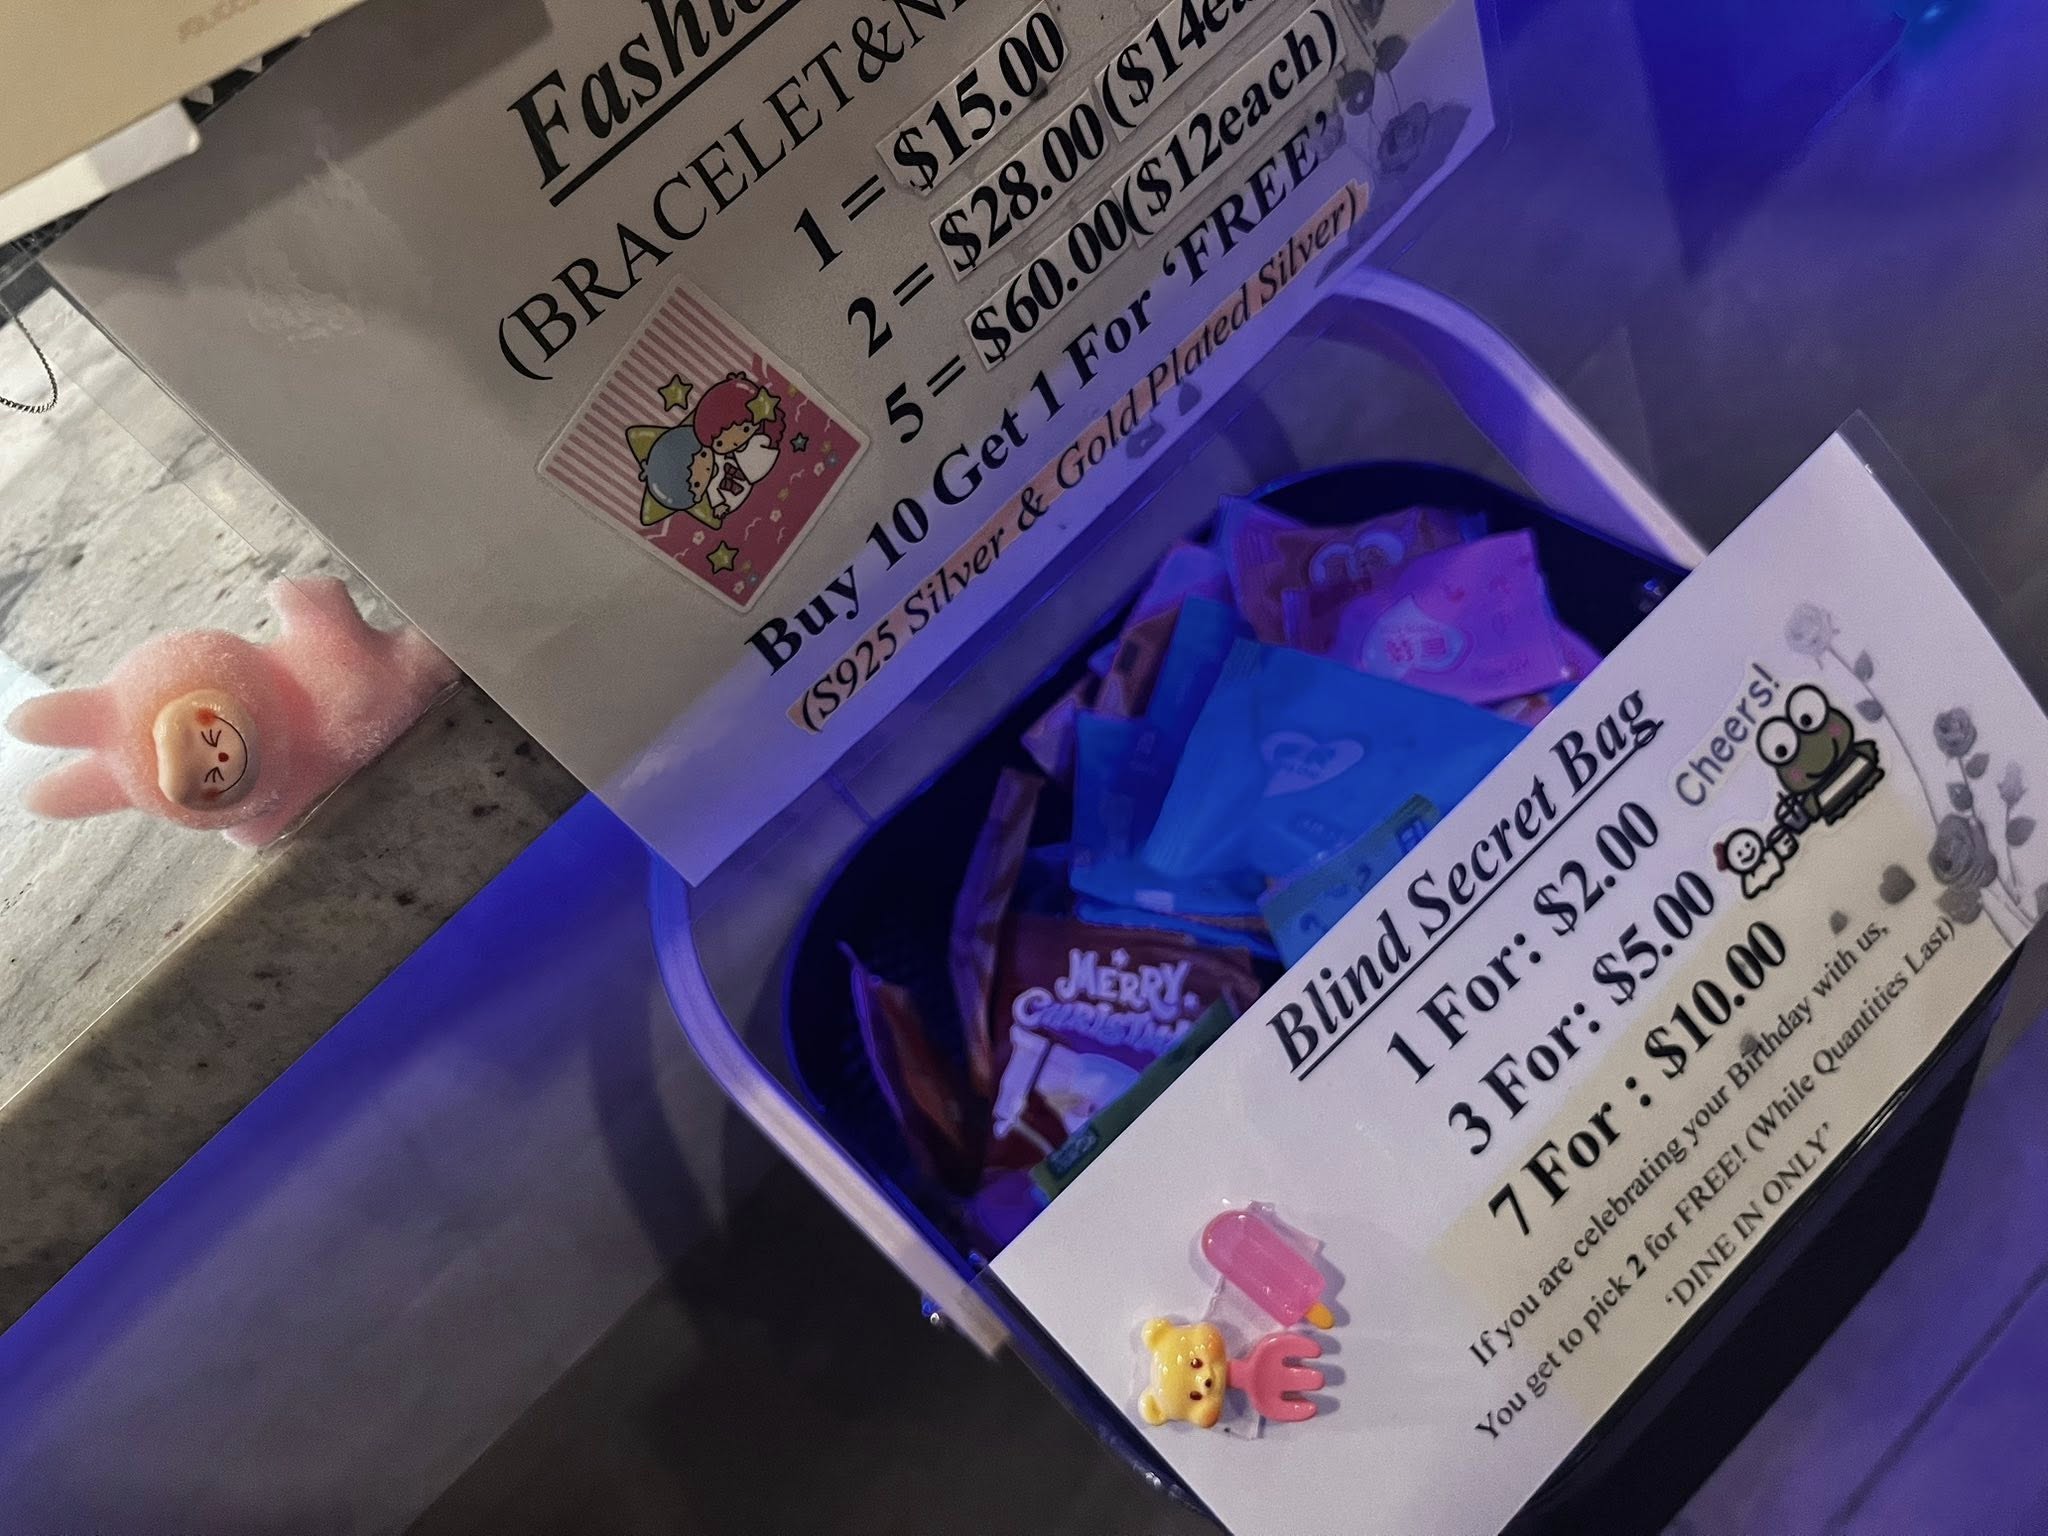 (BRACELET&
1 = $15.00
2 = $28.00 ($14ea
5 = $60.00($12each)
Buy 10 Get 1 For ‘FREE’
(S925 Silver & Gold Plated Silver)
MERRY
Blind Secret Bag
Cheers!
1 For: $2.00
3 For: $5.00
7 For : $10.00
If you are celebrating your Birthday with us,
You get to pick 2 for FREE! (While Quantities Last)
‘DINE IN ONLY’